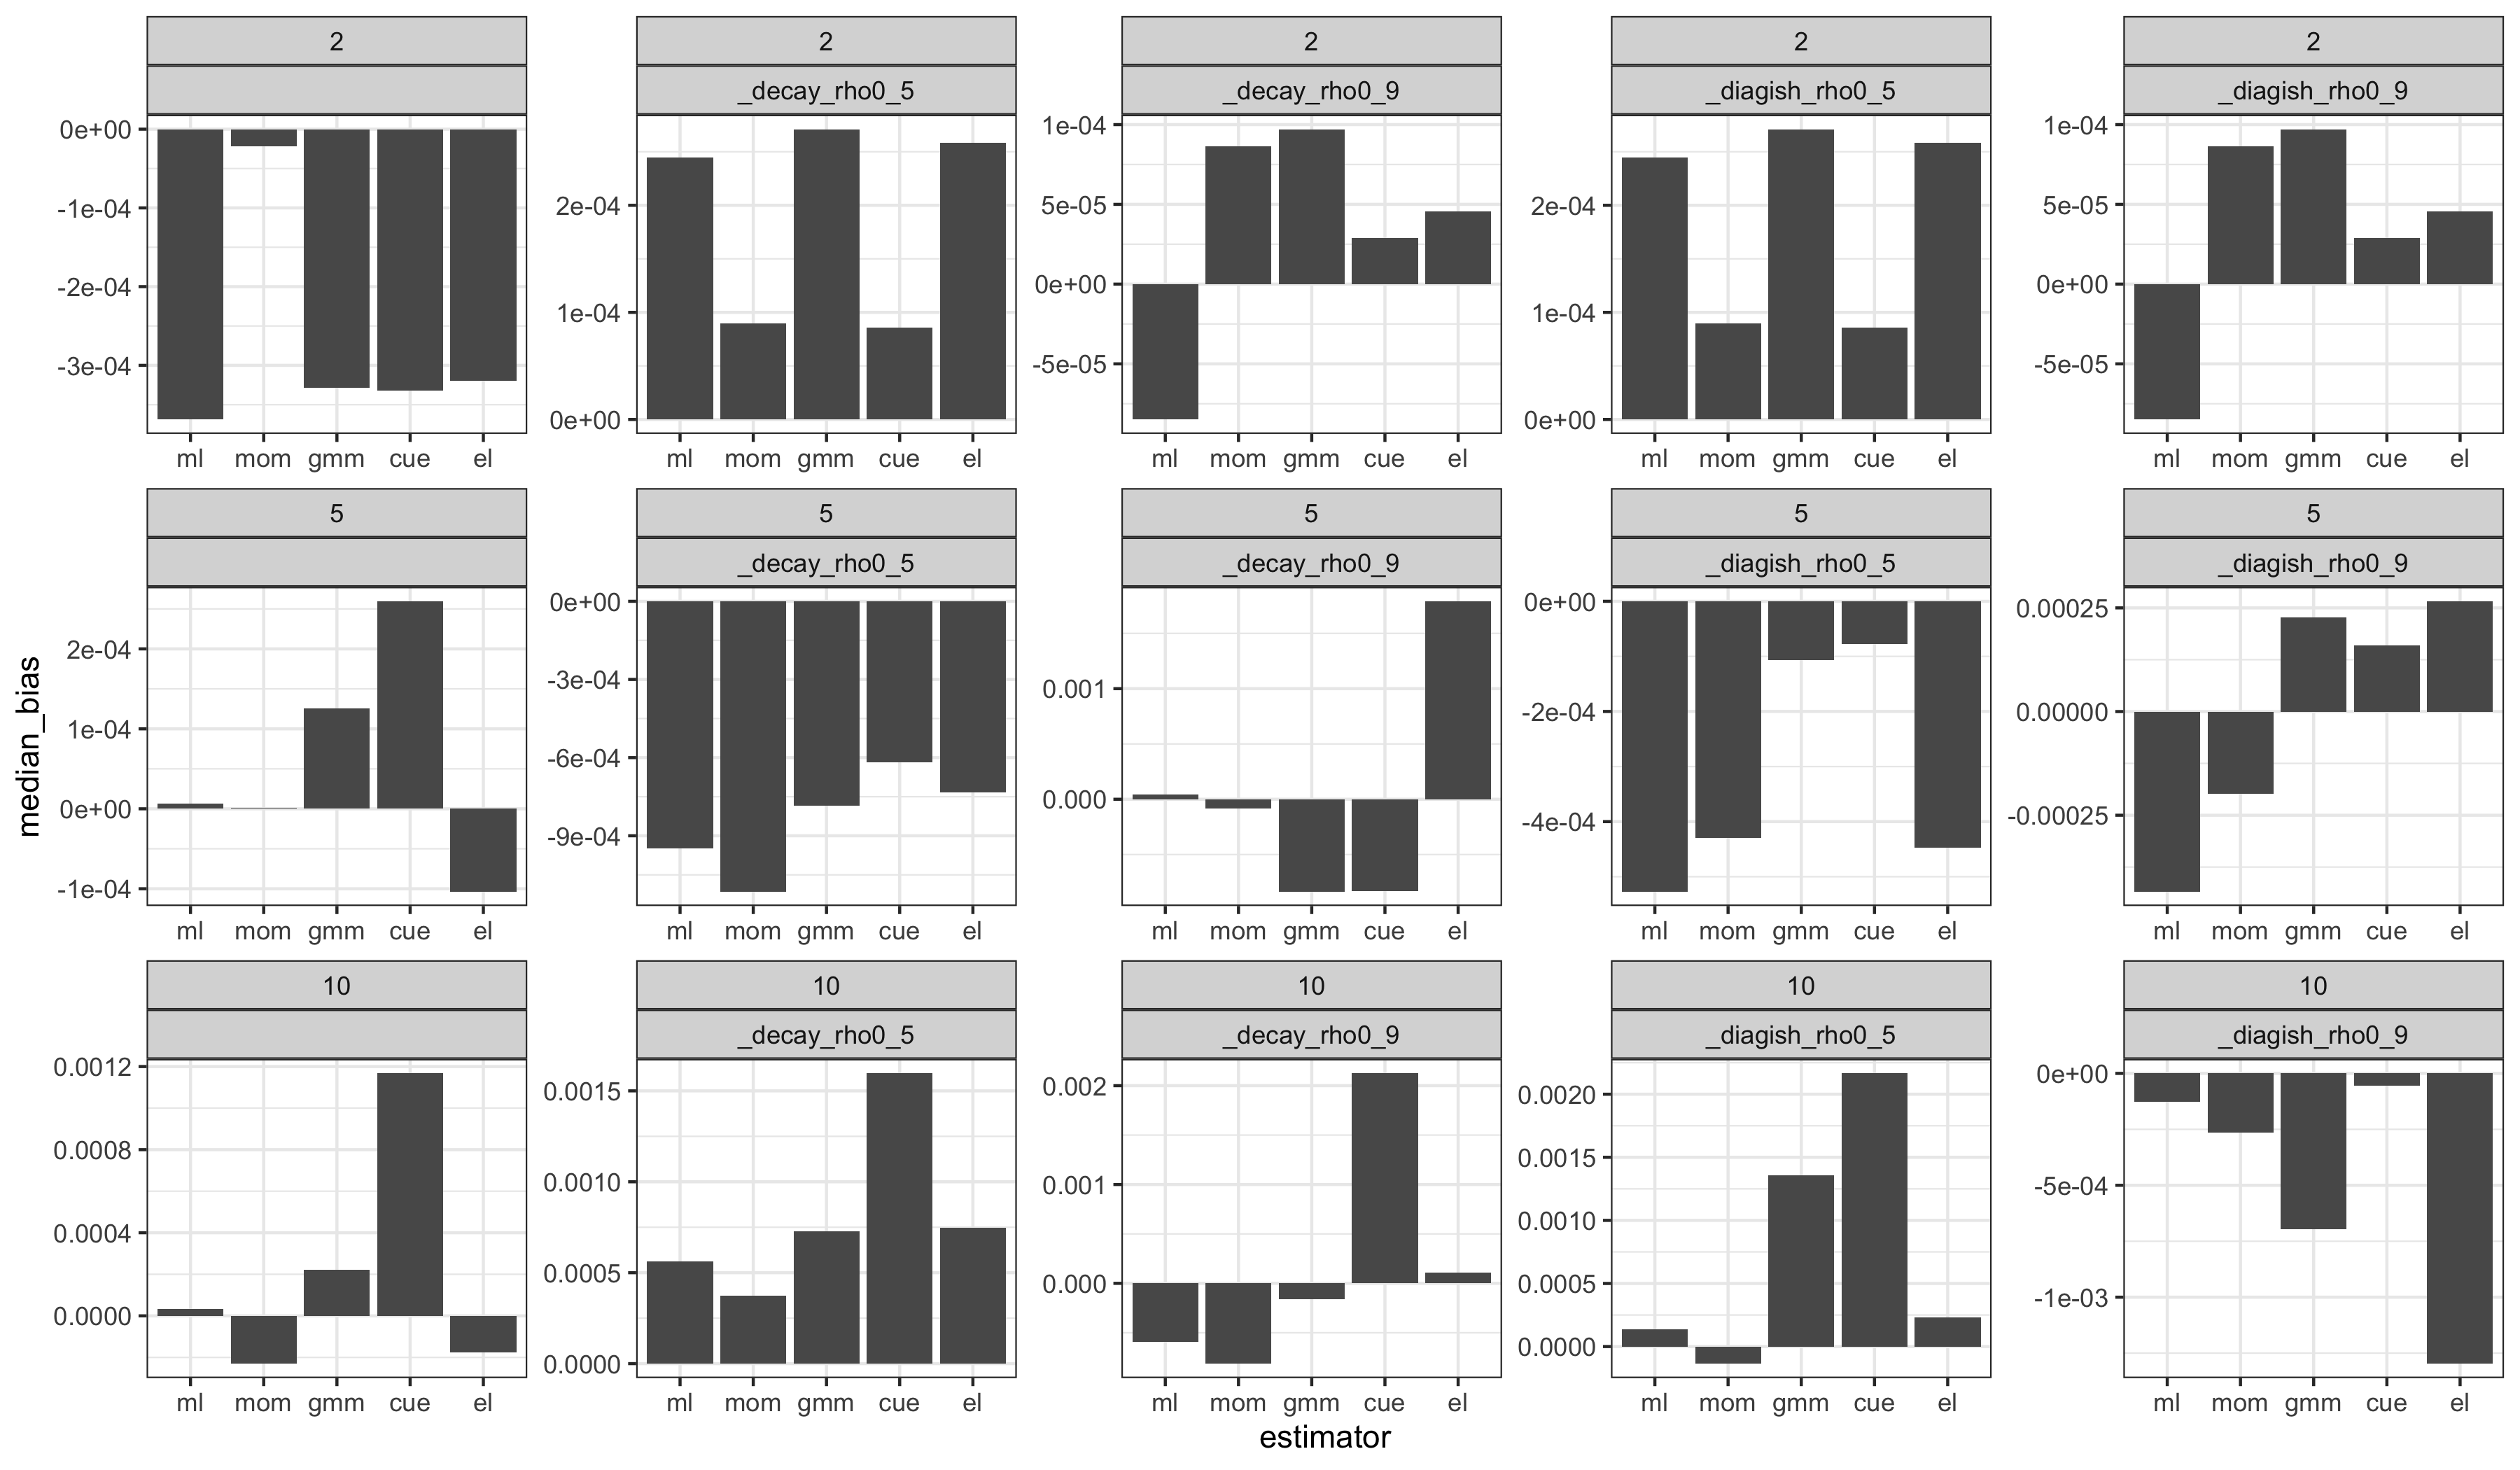 2 2 2 2 2
_decay_rho0_5 _decay_rho0_9 _diagish_rho0_5 _diagish_rho0_9
0e+00
-1e-04
-2e-04
-3e-04
2e-04
1e-04
0e+00
1e-04
5e-05
0e+00
-5e-05
2e-04
1e-04
0e+00
1e-04
5e-05
0e+00
-5e-05
ml mom gmm cue el ml mom gmm cue el ml mom gmm cue el ml mom gmm cue el ml mom gmm cue el
5 5 5 5 5
_decay_rho0_5 _decay_rho0_9 _diagish_rho0_5 _diagish_rho0_9
median_bias
2e-04
1e-04
0e+00
-1e-04
0e+00
-3e-04
-6e-04
-9e-04
0.001
0.000
0e+00
-2e-04
-4e-04
0.00025
0.00000
-0.00025
ml mom gmm cue el ml mom gmm cue el ml mom gmm cue el ml mom gmm cue el ml mom gmm cue el
10 10 10 10 10
_decay_rho0_5 _decay_rho0_9 _diagish_rho0_5 _diagish_rho0_9
0.0012
0.0008
0.0004
0.0000
0.0015
0.0010
0.0005
0.0000
0.002
0.001
0.000
0.0020
0.0015
0.0010
0.0005
0.0000
0e+00
-5e-04
-1e-03
ml mom gmm cue el ml mom gmm cue el ml mom gmm cue el ml mom gmm cue el ml mom gmm cue el
estimator